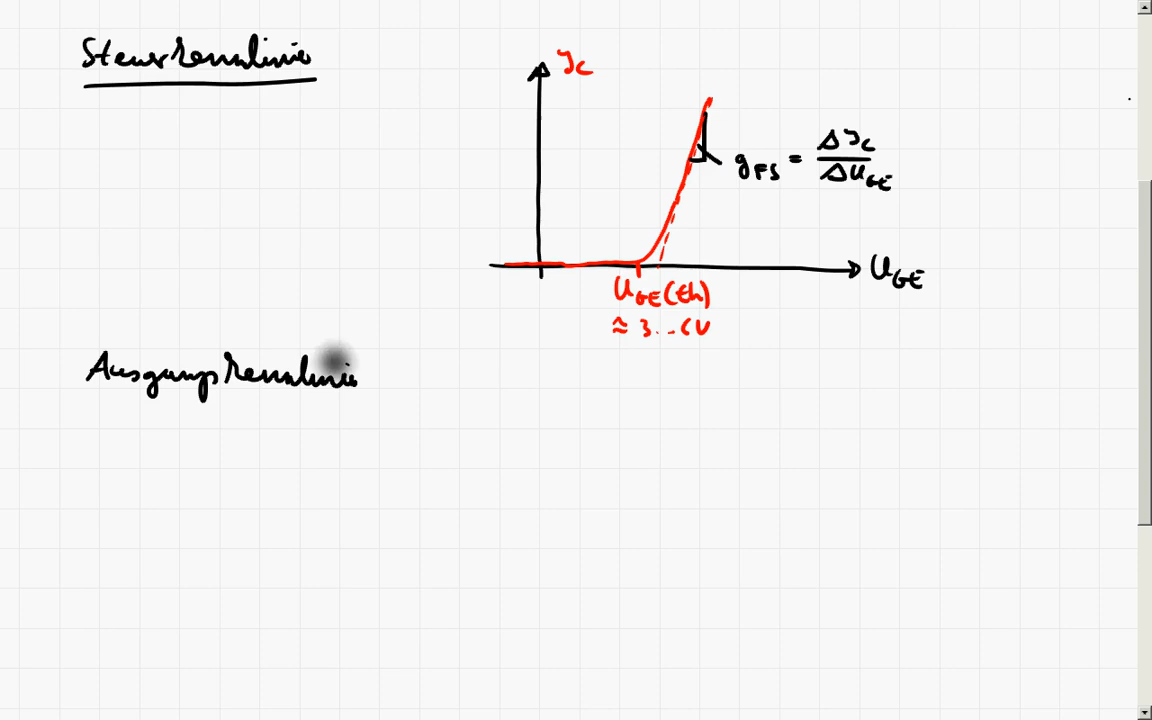 Steuerkennlinie
I_C
g_FS = ΔI_C / ΔU_GE
U_GE
U_GE(th)
≈ 3...6V
Ausgangskennlinie